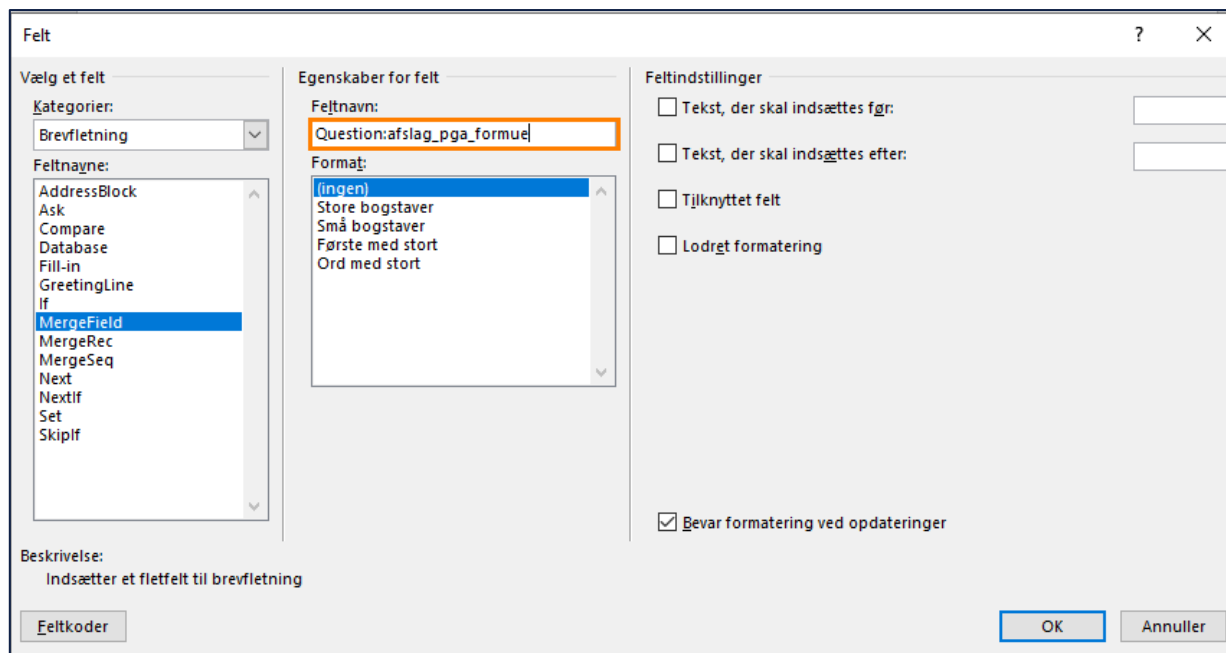 Felt
?
Vælg et felt
Kategorier:
Brevfletning
Feltnavne:
AddressBlock
Ask
Compare
Database
Fill-in
GreetingLine
If
MergeField
MergeRec
MergeSeq
Next
NextIf
Set
SkipIf
Egenskaber for felt
Feltnavn:
Question:afslag_pga_formue
Format:
(ingen)
Store bogstaver
Små bogstaver
Første med stort
Ord med stort
Feltindstillinger
Tekst, der skal indsættes før:
Tekst, der skal indsættes efter:
Tilknyttet felt
Lodret formatering
Bevar formatering ved opdateringer
Beskrivelse:
Indsætter et fletfelt til brevfletning
Feltkoder
OK
Annuller